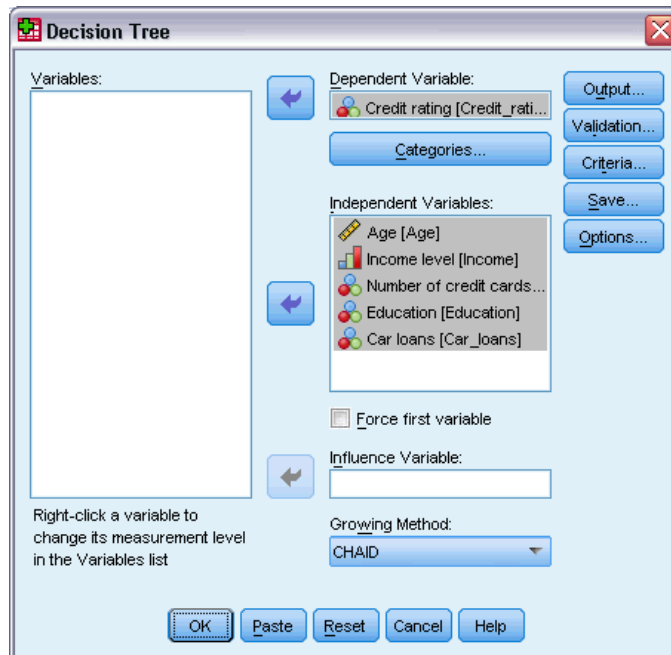 Decision Tree
Variables:
Right-click a variable to
change its measurement level
in the Variables list
Dependent Variable:
Credit rating [Credit_rati...
Categories...
Independent Variables:
Age [Age]
Income level [Income]
Number of credit cards...
Education [Education]
Car loans [Car_loans]
Force first variable
Influence Variable:
Growing Method:
CHAID
Output...
Validation...
Criteria...
Save...
Options...
OK
Paste
Reset
Cancel
Help